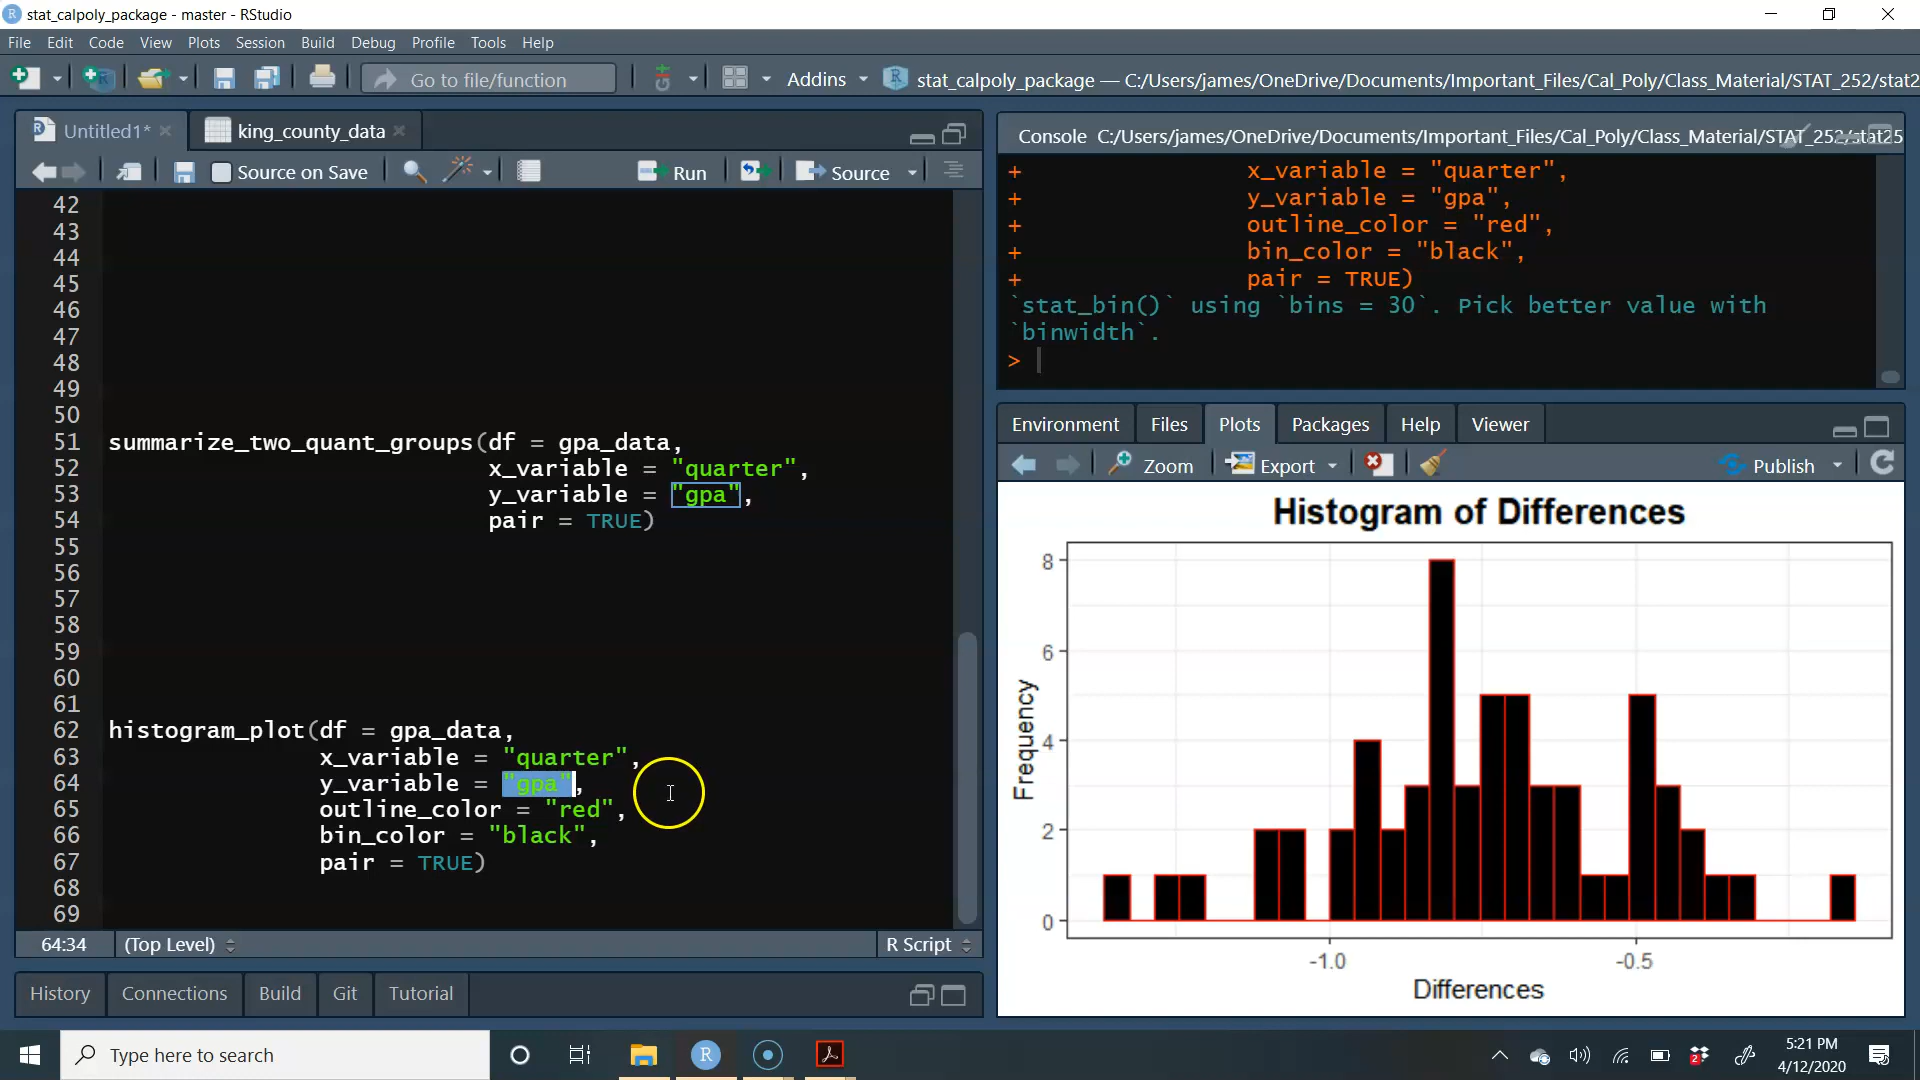 stat_calpoly_package - master - RStudio
File Edit Code View Plots Session Build Debug Profile Tools Help
Go to file/function
Addins
stat_calpoly_package — C:/Users/james/OneDrive/Documents/Important_Files/Cal_Poly/Class_Material/STAT_252/stat2
Untitled1*
king_county_data
Source on Save
Run
Source
42
43
44
45
46
47
48
49
50
51 summarize_two_quant_groups(df = gpa_data,
52 x_variable = "quarter",
53 y_variable = "gpa",
54 pair = TRUE)
55
56
57
58
59
60
61
62 histogram_plot(df = gpa_data,
63 x_variable = "quarter",
64 y_variable = "gpa",
65 outline_color = "red",
66 bin_color = "black",
67 pair = TRUE)
68
69
64:34 (Top Level) R Script
History Connections Build Git Tutorial
Console C:/Users/james/OneDrive/Documents/Important_Files/Cal_Poly/Class_Material/STAT_252/stat25
+ x_variable = "quarter",
+ y_variable = "gpa",
+ outline_color = "red",
+ bin_color = "black",
+ pair = TRUE)
`stat_bin()` using `bins = 30`. Pick better value with
`binwidth`.
>
Environment Files Plots Packages Help Viewer
Zoom Export Publish
Histogram of Differences
Frequency
8
6
4
2
0
-1.0 -0.5
Differences
Type here to search
5:21 PM
4/12/2020